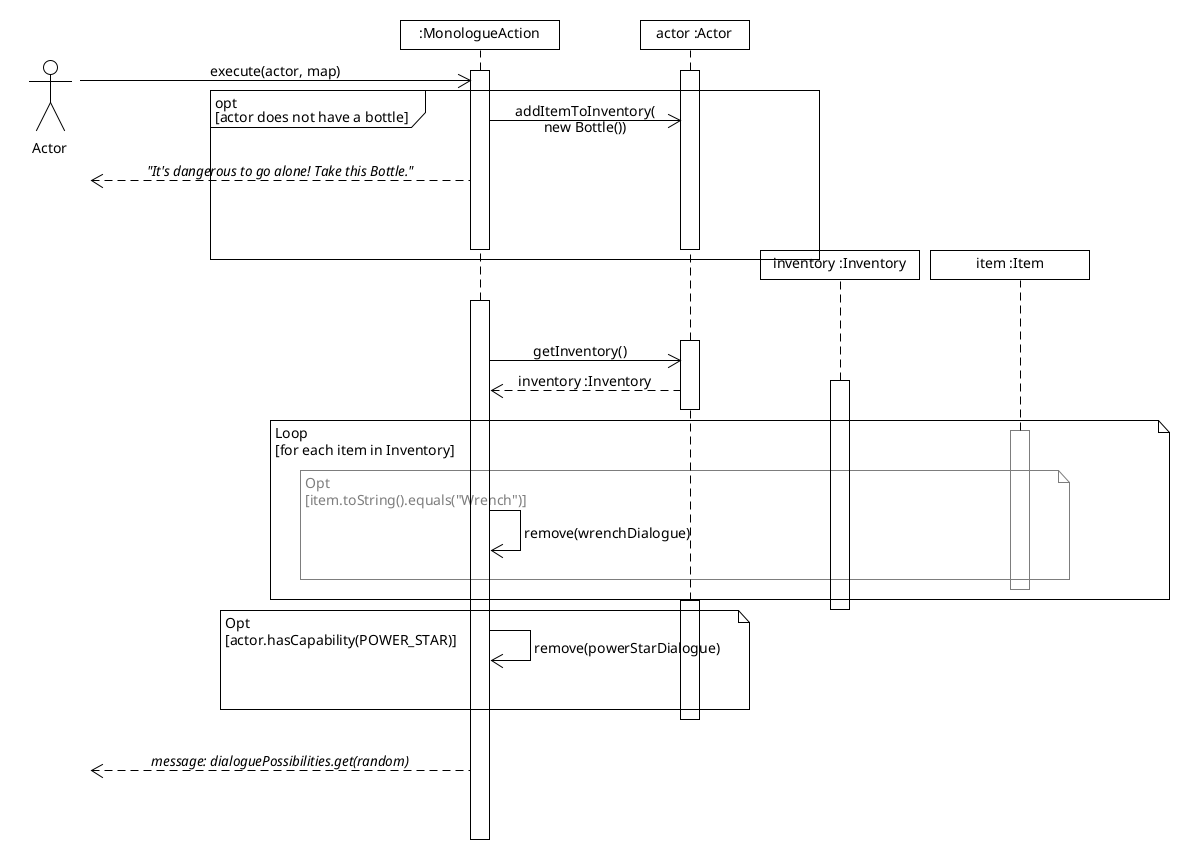 :MonologueAction
actor :Actor
execute(actor, map)
opt
[actor does not have a bottle]
addItemToInventory(
new Bottle())
Actor
"It's dangerous to go alone! Take this Bottle."
inventory :Inventory
item :Item
getInventory()
inventory :Inventory
Loop
[for each item in Inventory]
Opt
[item.toString().equals("Wrench")]
remove(wrenchDialogue)
Opt
[actor.hasCapability(POWER_STAR)]
remove(powerStarDialogue)
message: dialoguePossibilities.get(random)